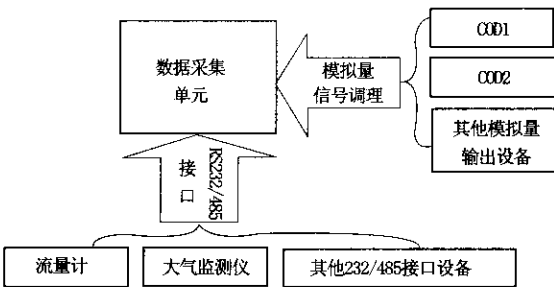 数据采集
单元
模拟量
信号调理
COD1
COD2
其他模拟量
输出设备
接口
RS232/485
流量计
大气监测仪
其他232/485接口设备